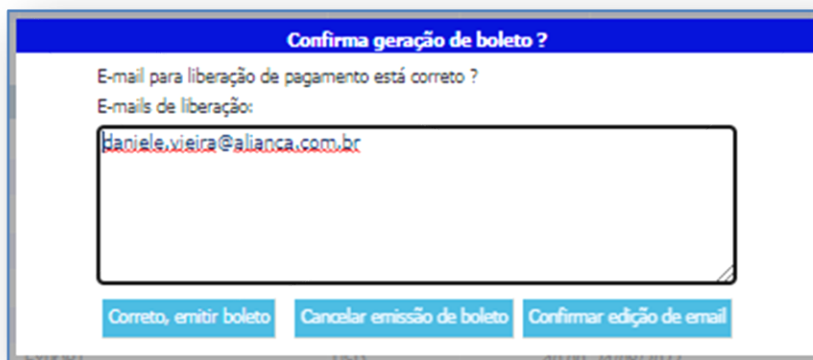 Confirma geração de boleto ?
E-mail para liberação de pagamento está correto ?
E-mails de liberação:
daniele.vieira@alianca.com.br
Correto, emitir boleto Cancelar emissão de boleto Confirmar edição de email